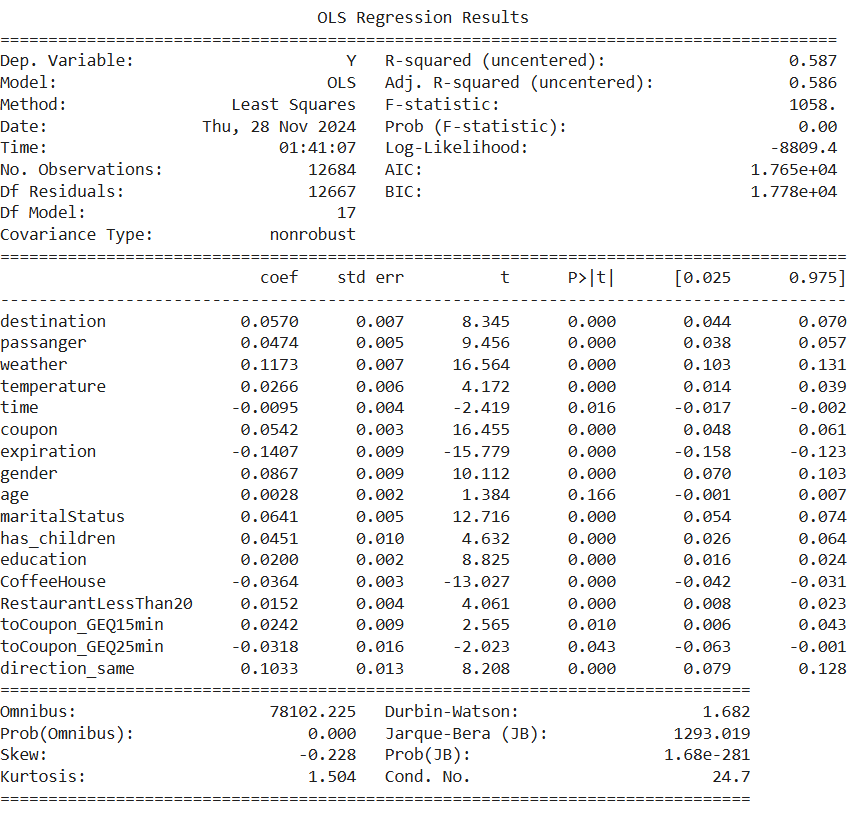 OLS Regression Results
==============================================================================
Dep. Variable: Y R-squared (uncentered): 0.587
Model: OLS Adj. R-squared (uncentered): 0.586
Method: Least Squares F-statistic: 1058.
Date: Thu, 28 Nov 2024 Prob (F-statistic): 0.00
Time: 01:41:07 Log-Likelihood: -8809.4
No. Observations: 12684 AIC: 1.765e+04
Df Residuals: 12667 BIC: 1.778e+04
Df Model: 17
Covariance Type: nonrobust
==============================================================================
coef std err t P>|t| [0.025 0.975]
------------------------------------------------------------------------------
destination 0.0570 0.007 8.345 0.000 0.044 0.070
passanger 0.0474 0.005 9.456 0.000 0.038 0.057
weather 0.1173 0.007 16.564 0.000 0.103 0.131
temperature 0.0266 0.006 4.172 0.000 0.014 0.039
time -0.0095 0.004 -2.419 0.016 -0.017 -0.002
coupon 0.0542 0.003 16.455 0.000 0.048 0.061
expiration -0.1407 0.009 -15.779 0.000 -0.158 -0.123
gender 0.0867 0.009 10.112 0.000 0.070 0.103
age 0.0028 0.002 1.384 0.166 -0.001 0.007
maritalStatus 0.0641 0.005 12.716 0.000 0.054 0.074
has_children 0.0451 0.010 4.632 0.000 0.026 0.064
education 0.0200 0.002 8.825 0.000 0.016 0.024
CoffeeHouse -0.0364 0.003 -13.027 0.000 -0.042 -0.031
RestaurantLessThan20 0.0152 0.004 4.061 0.000 0.008 0.023
toCoupon_GEQ15min 0.0242 0.009 2.565 0.010 0.006 0.043
toCoupon_GEQ25min -0.0318 0.016 -2.023 0.043 -0.063 -0.001
direction_same 0.1033 0.013 8.208 0.000 0.079 0.128
==============================================================================
Omnibus: 78102.225 Durbin-Watson: 1.682
Prob(Omnibus): 0.000 Jarque-Bera (JB): 1293.019
Skew: -0.228 Prob(JB): 1.68e-281
Kurtosis: 1.504 Cond. No. 24.7
==============================================================================